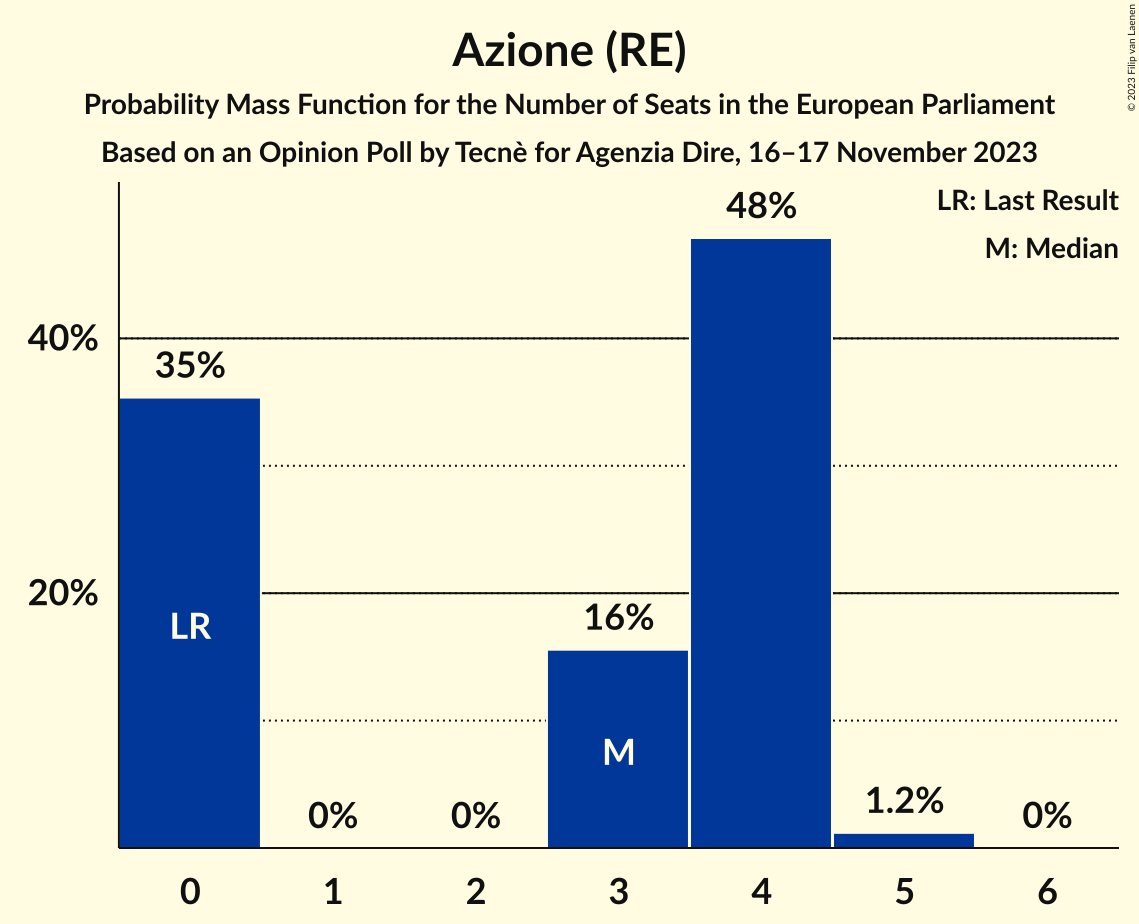 Azione (RE)
Probability Mass Function for the Number of Seats in the European Parliament
Based on an Opinion Poll by Tecnè for Agenzia Dire, 16–17 November 2023
© 2023 Filip van Laenen
LR: Last Result
M: Median
48%
40%
35%
20%
16%
LR
M
0%
0%
1.2%
0%
0
1
2
3
4
5
6